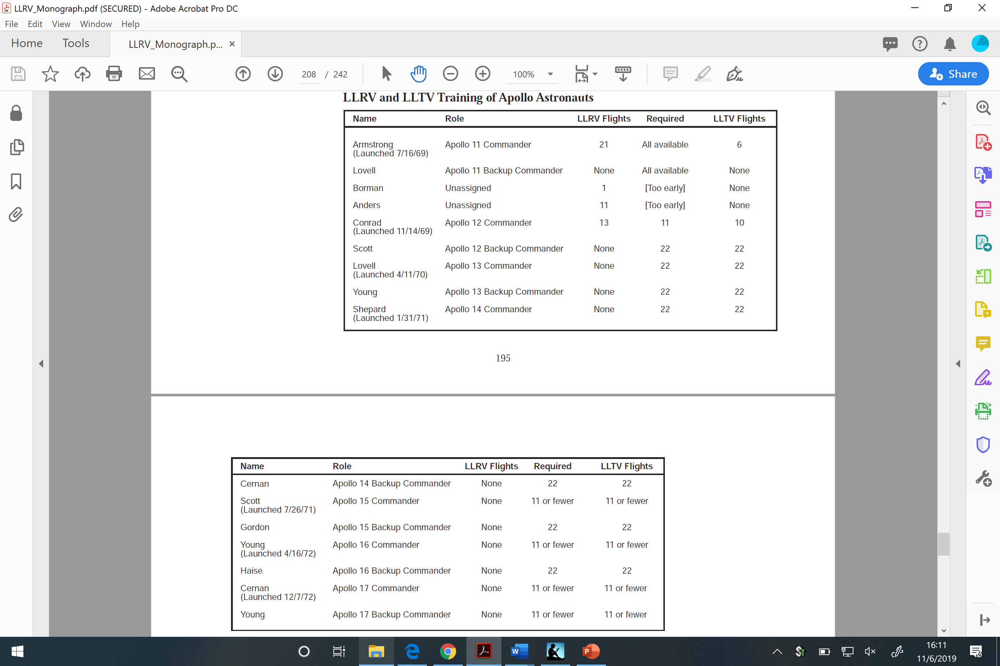 LLRV_Monograph.pdf (SECURED) - Adobe Acrobat Pro DC
File Edit View Window Help
Home Tools LLRV_Monograph.p... ×
208 / 242 100% Share
LLRV and LLTV Training of Apollo Astronauts
Name Role LLRV Flights Required LLTV Flights
Armstrong Apollo 11 Commander 21 All available 6
(Launched 7/16/69)
Lovell Apollo 11 Backup Commander None All available None
Borman Unassigned 1 [Too early] None
Anders Unassigned 11 [Too early] None
Conrad Apollo 12 Commander 13 11 10
(Launched 11/14/69)
Scott Apollo 12 Backup Commander None 22 22
Lovell Apollo 13 Commander None 22 22
(Launched 4/11/70)
Young Apollo 13 Backup Commander None 22 22
Shepard Apollo 14 Commander None 22 22
(Launched 1/31/71)
195
Name Role LLRV Flights Required LLTV Flights
Cernan Apollo 14 Backup Commander None 22 22
Scott Apollo 15 Commander None 11 or fewer 11 or fewer
(Launched 7/26/71)
Gordon Apollo 15 Backup Commander None 22 22
Young Apollo 16 Commander None 11 or fewer 11 or fewer
(Launched 4/16/72)
Haise Apollo 16 Backup Commander None 22 22
Cernan Apollo 17 Commander None 11 or fewer 11 or fewer
(Launched 12/7/72)
Young Apollo 17 Backup Commander None 11 or fewer 11 or fewer
16:11
11/6/2019